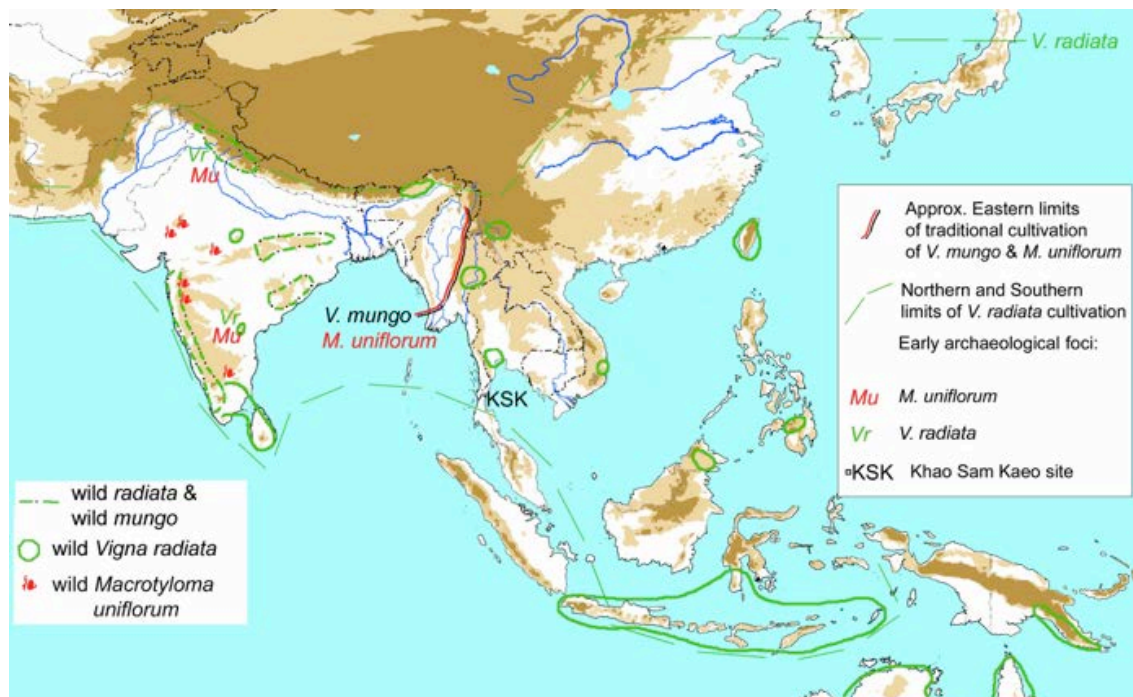 V. radiata
Vr
Mu
V. mungo
M. uniflorum
Vr
Mu
KSK
Approx. Eastern limits
of traditional cultivation
of V. mungo & M. uniflorum
Northern and Southern
limits of V. radiata cultivation
Early archaeological foci:
Mu M. uniflorum
Vr V. radiata
KSK Khao Sam Kaeo site
wild radiata &
wild mungo
wild Vigna radiata
wild Macrotyloma
uniflorum